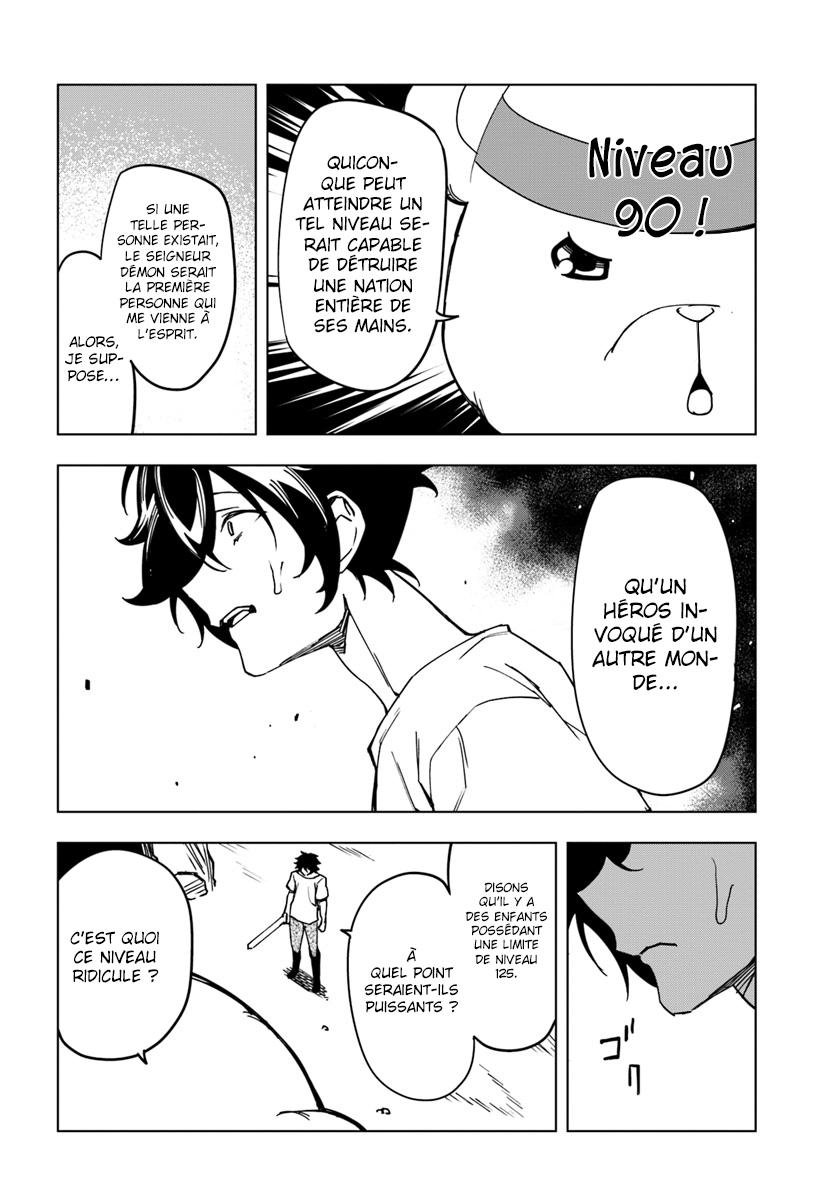 Niveau
90 !
QUICON-
QUE PEUT
ATTEINDRE UN
TEL NIVEAU SE-
RAIT CAPABLE
DE DÉTRUIRE
UNE NATION
ENTIÈRE DE
SES MAINS.
SI UNE
TELLE PER-
SONNE EXISTAIT,
LE SEIGNEUR
DÉMON SERAIT
LA PREMIÈRE
PERSONNE QUI
ME VIENNE À
L'ESPRIT.
ALORS,
JE SUP-
POSE...
QU'UN
HÉROS IN-
VOQUÉ D'UN
AUTRE MON-
DE...
ゴク
DISONS
QU'IL Y A
DES ENFANTS
POSSÉDANT
UNE LIMITE
DE NIVEAU
125.
À
QUEL POINT
SERAIENT-ILS
PUISSANTS ?
C'EST QUOI
CE NIVEAU
RIDICULE ?